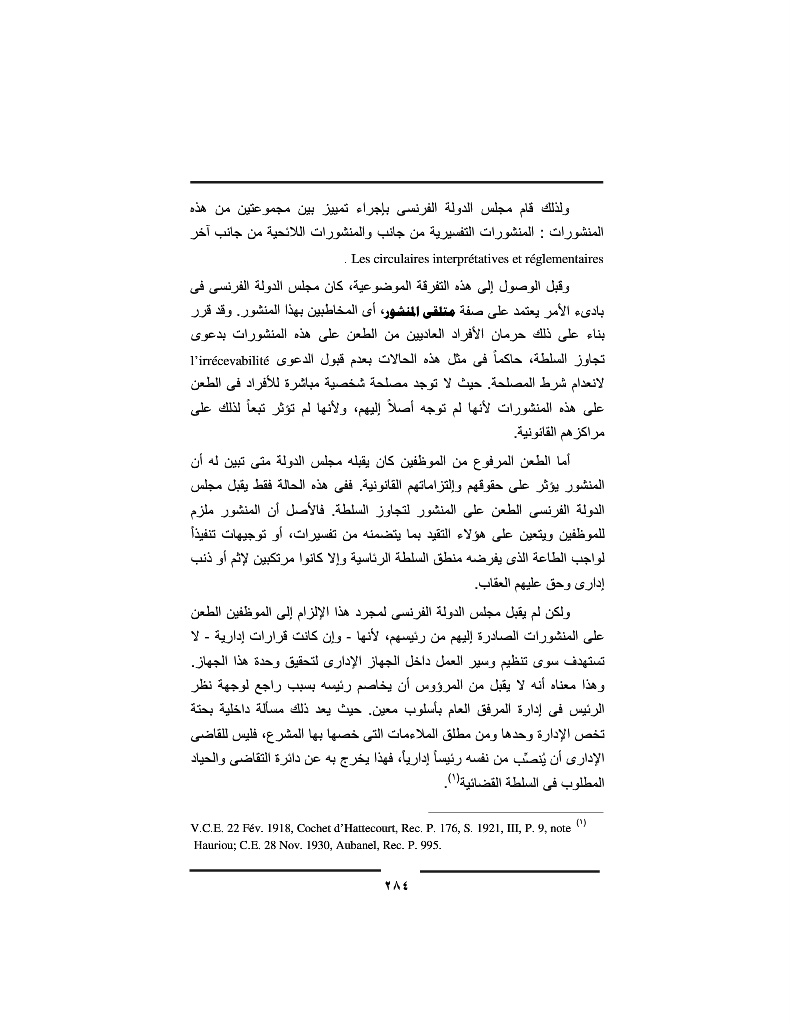 ولذلك قام مجلس الدولة الفرنسى بإجراء تمييز بين مجموعتين من هذه
المنشورات : المنشورات التفسيرية من جانب والمنشورات اللائحية من جانب آخر
Les circulaires interprétatives et réglementaires .
وقبل الوصول إلى هذه التفرقة الموضوعية، كان مجلس الدولة الفرنسى فى
بادىء الأمر يعتمد على صفة متلقى المنشور، أى المخاطبين بهذا المنشور. وقد قرر
بناء على ذلك حرمان الأفراد العاديين من الطعن على هذه المنشورات بدعوى
تجاوز السلطة، حاكماً فى مثل هذه الحالات بعدم قبول الدعوى l’irrécevabilité
لانعدام شرط المصلحة. حيث لا توجد مصلحة شخصية مباشرة للأفراد فى الطعن
على هذه المنشورات لأنها لم توجه أصلاً إليهم، ولأنها لم تؤثر تبعاً لذلك على
مراكزهم القانونية.
أما الطعن المرفوع من الموظفين كان يقبله مجلس الدولة متى تبين له أن
المنشور يؤثر على حقوقهم وإلتزاماتهم القانونية. ففى هذه الحالة فقط يقبل مجلس
الدولة الفرنسى الطعن على المنشور لتجاوز السلطة. فالأصل أن المنشور ملزم
للموظفين ويتعين على هؤلاء التقيد بما يتضمنه من تفسيرات، أو توجيهات تنفيذاً
لواجب الطاعة الذى يفرضه منطق السلطة الرئاسية وإلا كانوا مرتكبين لإثم أو ذنب
إدارى وحق عليهم العقاب.
ولكن لم يقبل مجلس الدولة الفرنسى لمجرد هذا الإلزام إلى الموظفين الطعن
على المنشورات الصادرة إليهم من رئيسهم، لأنها - وإن كانت قرارات إدارية - لا
تستهدف سوى تنظيم وسير العمل داخل الجهاز الإدارى لتحقيق وحدة هذا الجهاز.
وهذا معناه أنه لا يقبل من المرؤوس أن يخاصم رئيسه بسبب راجع لوجهة نظر
الرئيس فى إدارة المرفق العام بأسلوب معين. حيث يعد ذلك مسألة داخلية بحتة
تخص الإدارة وحدها ومن مطلق الملاءمات التى خصها بها المشرع، فليس للقاضى
الإدارى أن يُنصِّب من نفسه رئيساً إدارياً، فهذا يخرج به عن دائرة التقاضى والحياد
المطلوب فى السلطة القضائية(١).
V.C.E. 22 Fév. 1918, Cochet d’Hattecourt, Rec. P. 176, S. 1921, III, P. 9, note (١)
Hauriou; C.E. 28 Nov. 1930, Aubanel, Rec. P. 995.
٢٨٤